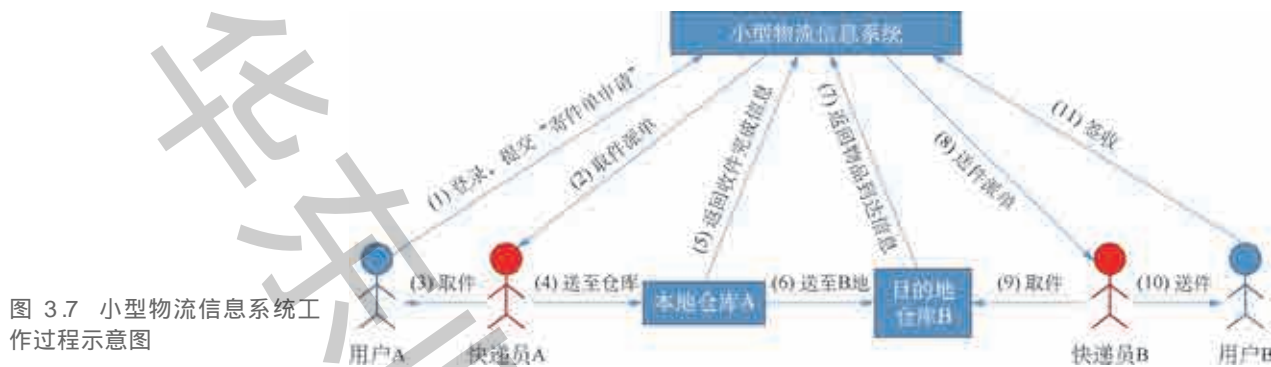 小型物流信息系统
(1) 登录，提交“寄件单申请”
(2) 取件派单
(5) 返回收件完成信息
(7) 返回物品到达信息
(8) 送件派单
(11) 签收
(3) 取件
(4) 送至仓库
本地仓库A
(6) 送至B地
目的地
仓库B
(9) 取件
(10) 送件
用户A
快递员A
快递员B
用户B
图 3.7 小型物流信息系统工
作过程示意图
华东